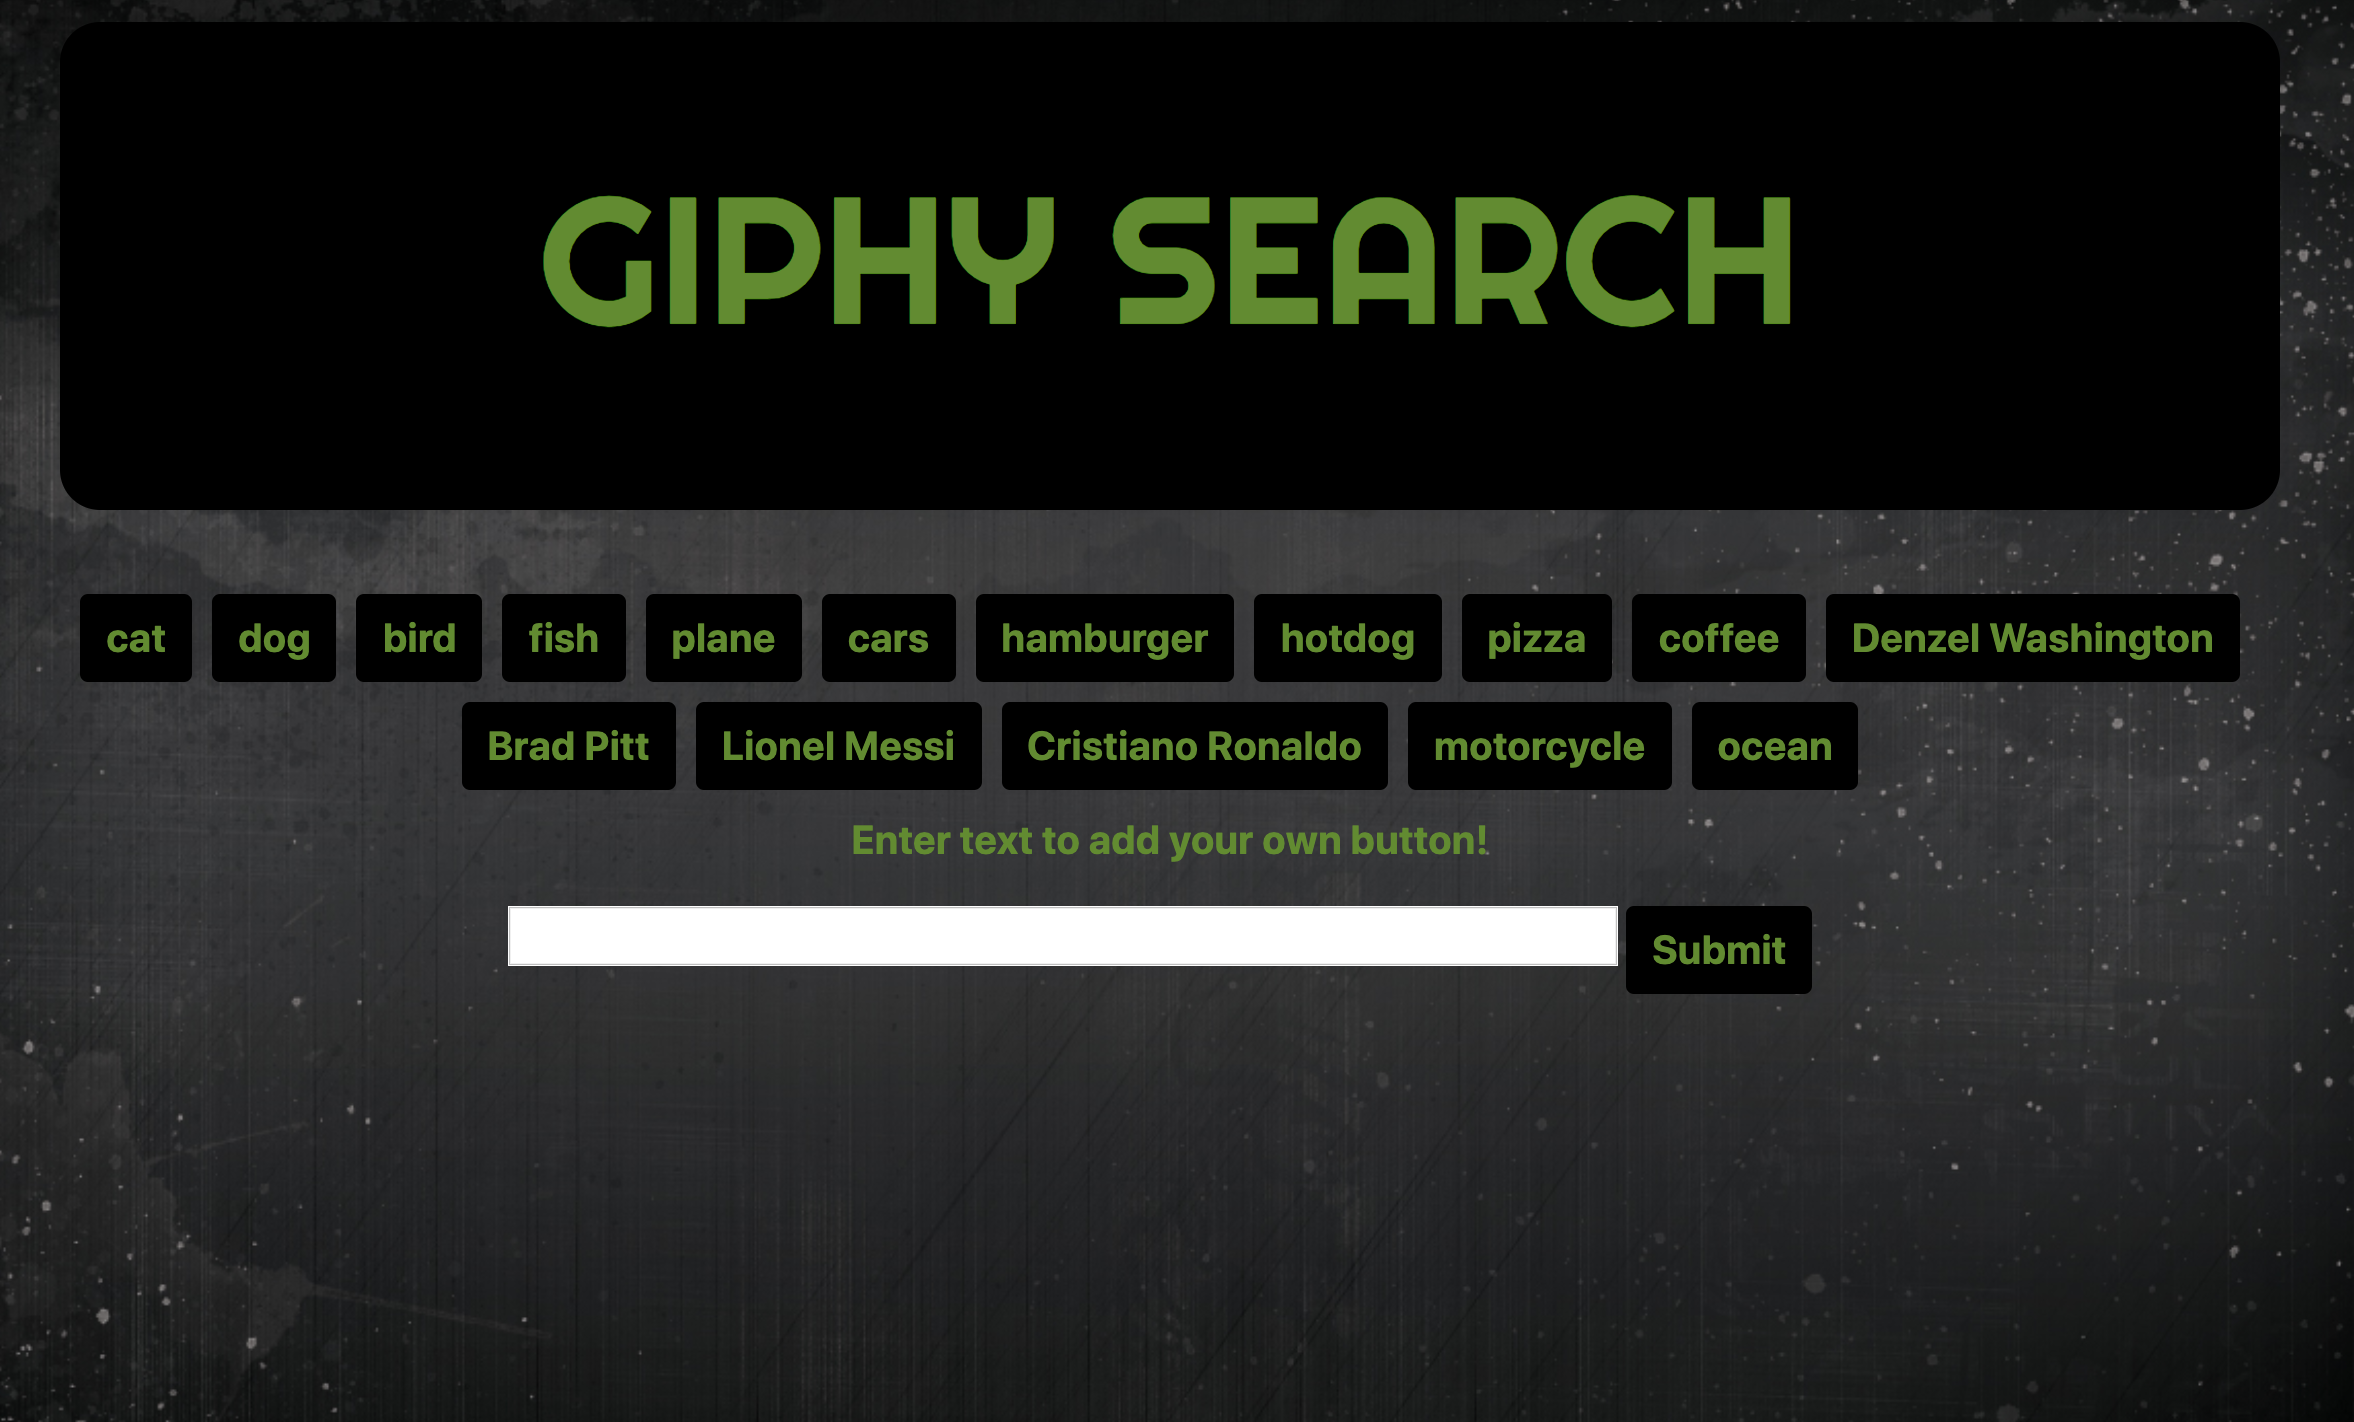 GIPHY SEARCH
cat dog bird fish plane cars hamburger hotdog pizza coffee Denzel Washington
Brad Pitt Lionel Messi Cristiano Ronaldo motorcycle ocean
Enter text to add your own button!
Submit